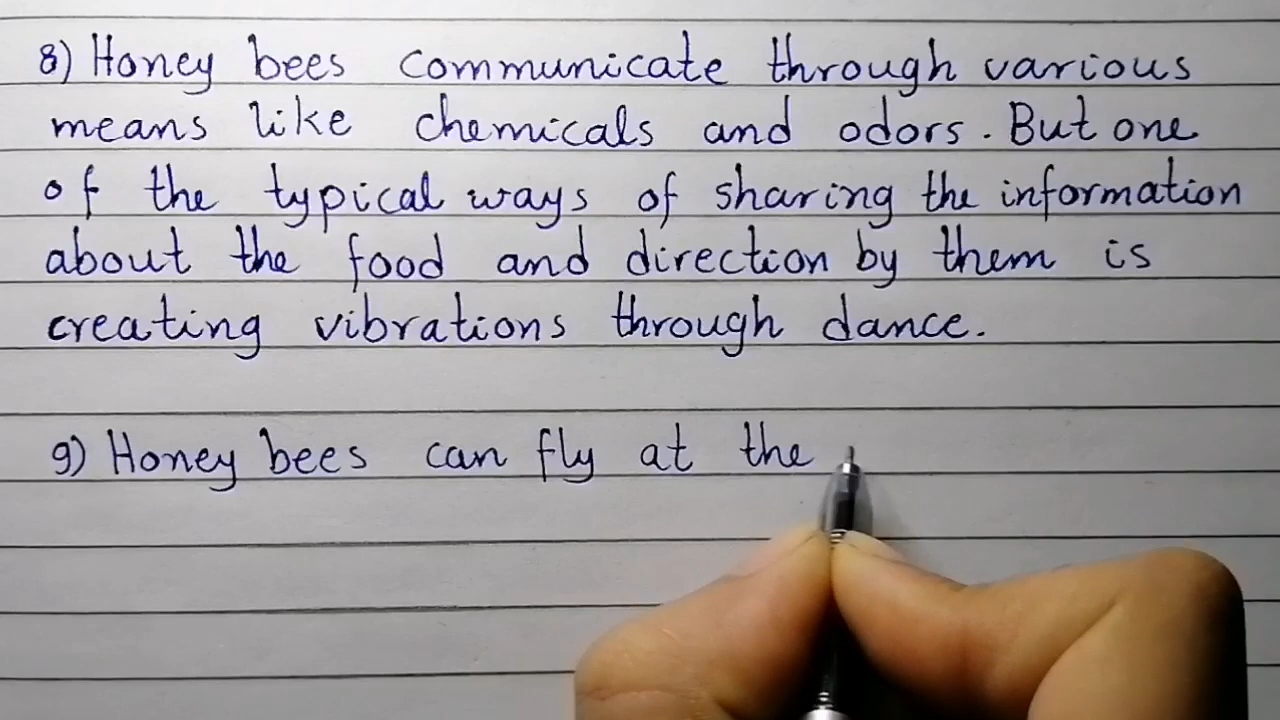 8) Honey bees communicate through various
means like chemicals and odors. But one
of the typical ways of sharing the information
about the food and direction by them is
creating vibrations through dance.
9) Honey bees can fly at the